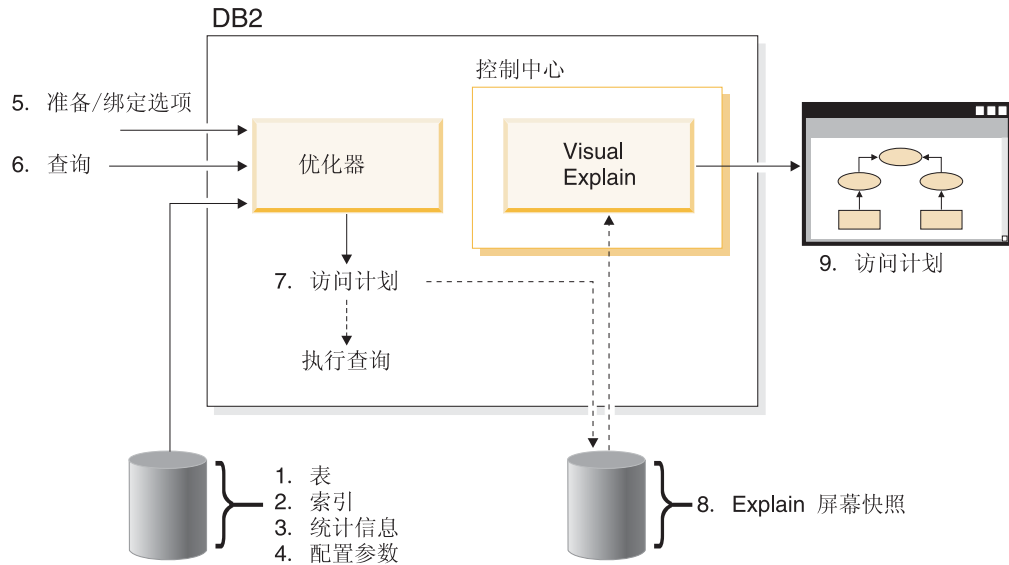 DB2
控制中心
5. 准备/绑定选项
6. 查询
优化器
Visual
Explain
7. 访问计划
执行查询
9. 访问计划
1. 表
2. 索引
3. 统计信息
4. 配置参数
8. Explain 屏幕快照